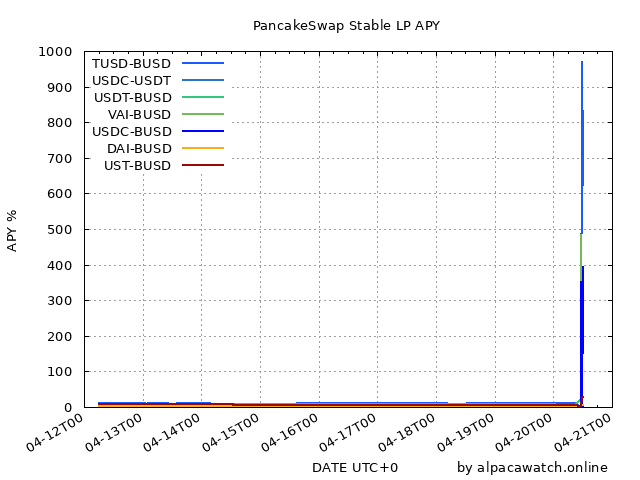 PancakeSwap Stable LP APY
1000
900
800
700
600
500
400
300
200
100
0
APY %
TUSD-BUSD
USDC-USDT
USDT-BUSD
VAI-BUSD
USDC-BUSD
DAI-BUSD
UST-BUSD
04-12T00
04-13T00
04-14T00
04-15T00
04-16T00
04-17T00
04-18T00
04-19T00
04-20T00
04-21T00
DATE UTC+0
by alpacawatch.online